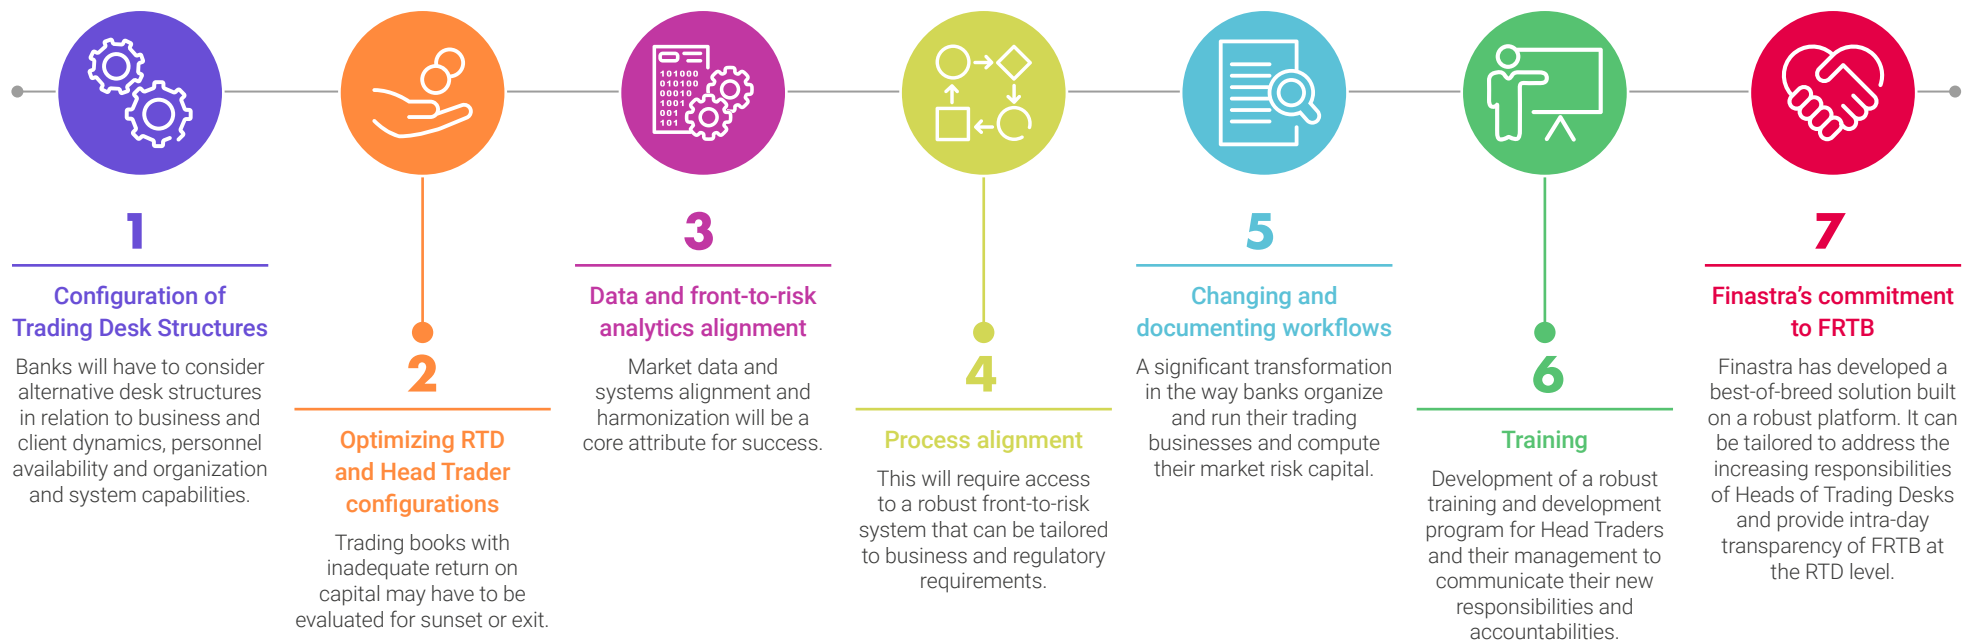 101000
010100
00010
1001
001
101
1
Configuration of
Trading Desk Structures
Banks will have to consider
alternative desk structures
in relation to business and
client dynamics, personnel
availability and organization
and system capabilities.
2
Optimizing RTD
and Head Trader
configurations
Trading books with
inadequate return on
capital may have to be
evaluated for sunset or exit.
3
Data and front-to-risk
analytics alignment
Market data and
systems alignment and
harmonization will be a
core attribute for success.
4
Process alignment
This will require access
to a robust front-to-risk
system that can be tailored
to business and regulatory
requirements.
5
Changing and
documenting workflows
A significant transformation
in the way banks organize
and run their trading
businesses and compute
their market risk capital.
6
Training
Development of a robust
training and development
program for Head Traders
and their management to
communicate their new
responsibilities and
accountabilities.
7
Finastra's commitment
to FRTB
Finastra has developed a
best-of-breed solution built
on a robust platform. It can
be tailored to address the
increasing responsibilities
of Heads of Trading Desks
and provide intra-day
transparency of FRTB at
the RTD level.